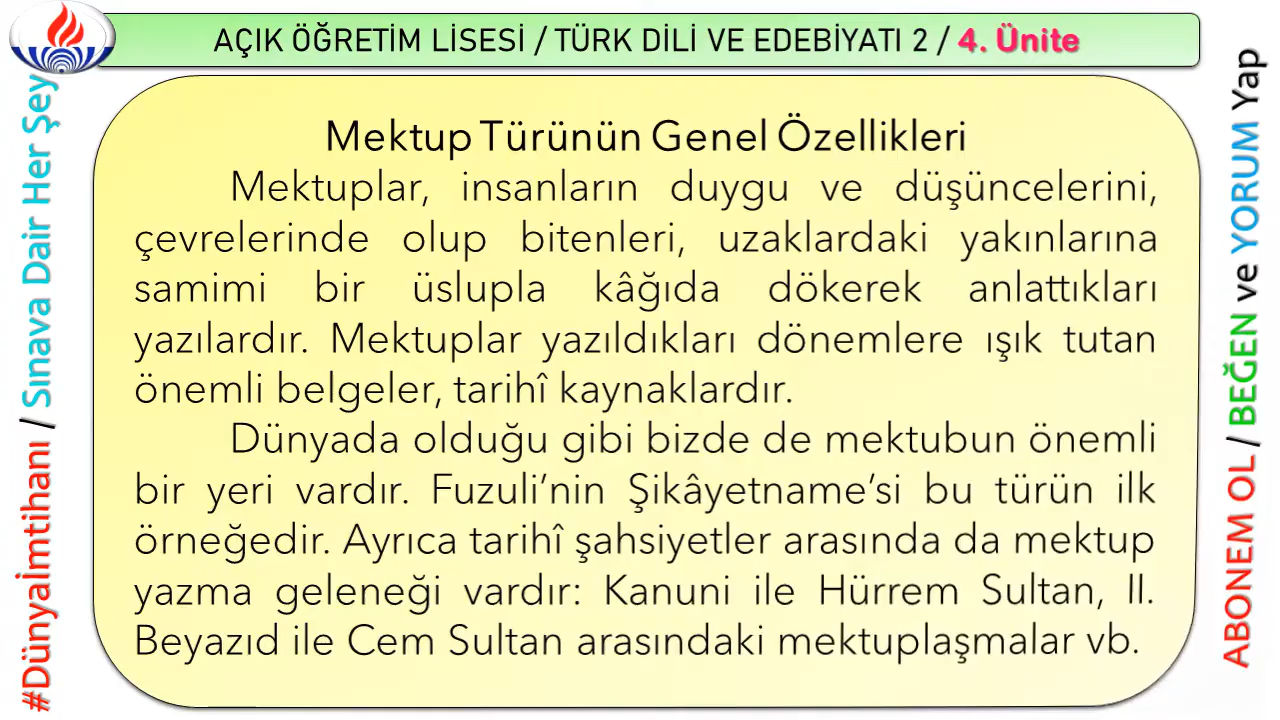 AÇIK ÖĞRETİM LİSESİ / TÜRK DİLİ VE EDEBİYATI 2 / 4. Ünite
#Dünyaİmtihanı / Sınava Dair Her Şey
Mektup Türünün Genel Özellikleri
Mektuplar, insanların duygu ve düşüncelerini,
çevrelerinde olup bitenleri, uzaklardaki yakınlarına
samimi bir üslupla kâğıda dökerek anlattıkları
yazılardır. Mektuplar yazıldıkları dönemlere ışık tutan
önemli belgeler, tarihî kaynaklardır.
Dünyada olduğu gibi bizde de mektubun önemli
bir yeri vardır. Fuzuli’nin Şikâyetname’si bu türün ilk
örneğedir. Ayrıca tarihî şahsiyetler arasında da mektup
yazma geleneği vardır: Kanuni ile Hürrem Sultan, II.
Beyazıd ile Cem Sultan arasındaki mektuplaşmalar vb.
ABONEM OL / BEĞEN ve YORUM Yap